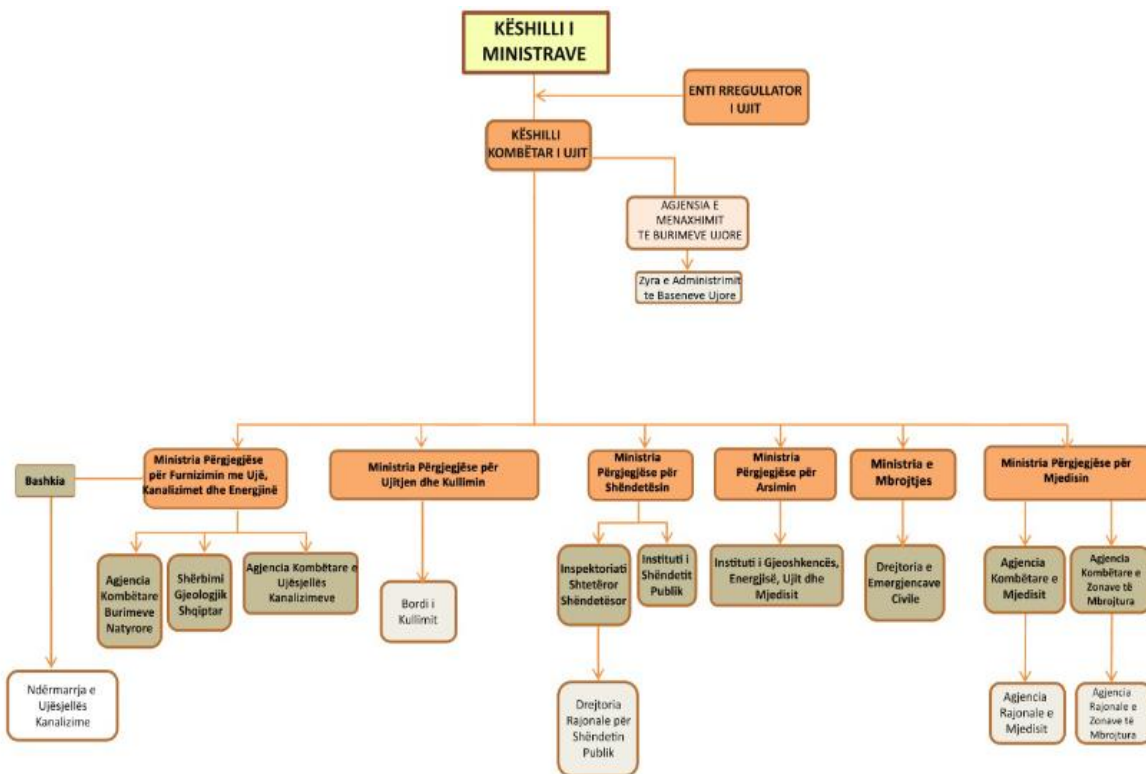 KËSHILLI I
MINISTRAVE
ENTI RREGULLATOR
I UJIT
KËSHILLI
KOMBËTAR I UJIT
AGJENSIA E
MENAXHIMIT
TE BURIMEVE UJORE
Zyra e Administrimit
te Baseneve Ujore
Bashkia
Ministria Përgjegjëse
për Furnizimin me Ujë,
Kanalizimet dhe Energjinë
Ministria Përgjegjëse për
Ujitjen dhe Kullimin
Ministria
Përgjegjëse për
Shëndetësin
Ministria
Përgjegjëse për
Arsimin
Ministria e
Mbrojtjes
Ministria Përgjegjëse për
Mjedisin
Agjencia
Kombëtare
Burimeve
Natyrore
Shërbimi
Gjeologjik
Shqiptar
Agjencia Kombëtare e
Ujësjellës
Kanalizimeve
Bordi i
Kullimit
Inspektoriati
Shtetëror
Shëndetësor
Instituti i
Shëndetit
Publik
Instituti i Gjeoshkencës,
Energjisë, Ujit dhe
Mjedisit
Drejtoria e
Emergjencave
Civile
Agjencia
Kombëtare e
Mjedisit
Agjencia
Kombëtare e
Zonave të
Mbrojtura
Ndërmarrja e
Ujësjellës
Kanalizime
Drejtoria
Rajonale për
Shëndetin
Publik
Agjencia
Rajonale e
Mjedisit
Agjencia
Rajonale e
Zonave të
Mbrojtura